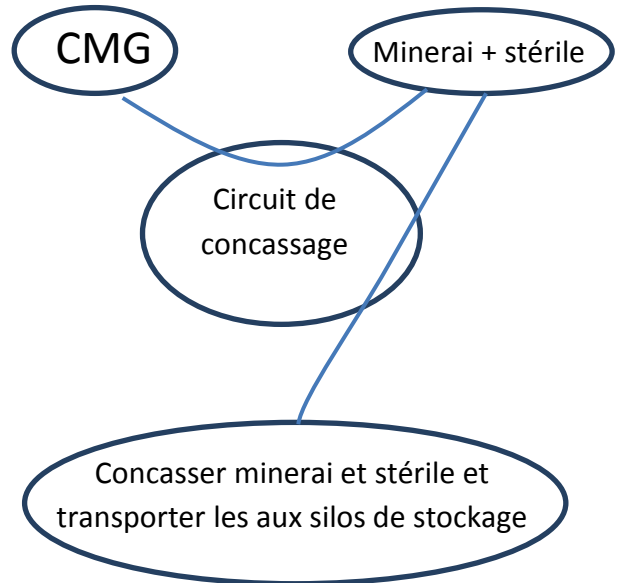 CMG
Minerai + stérile
Circuit de
concassage
Concasser minerai et stérile et
transporter les aux silos de stockage